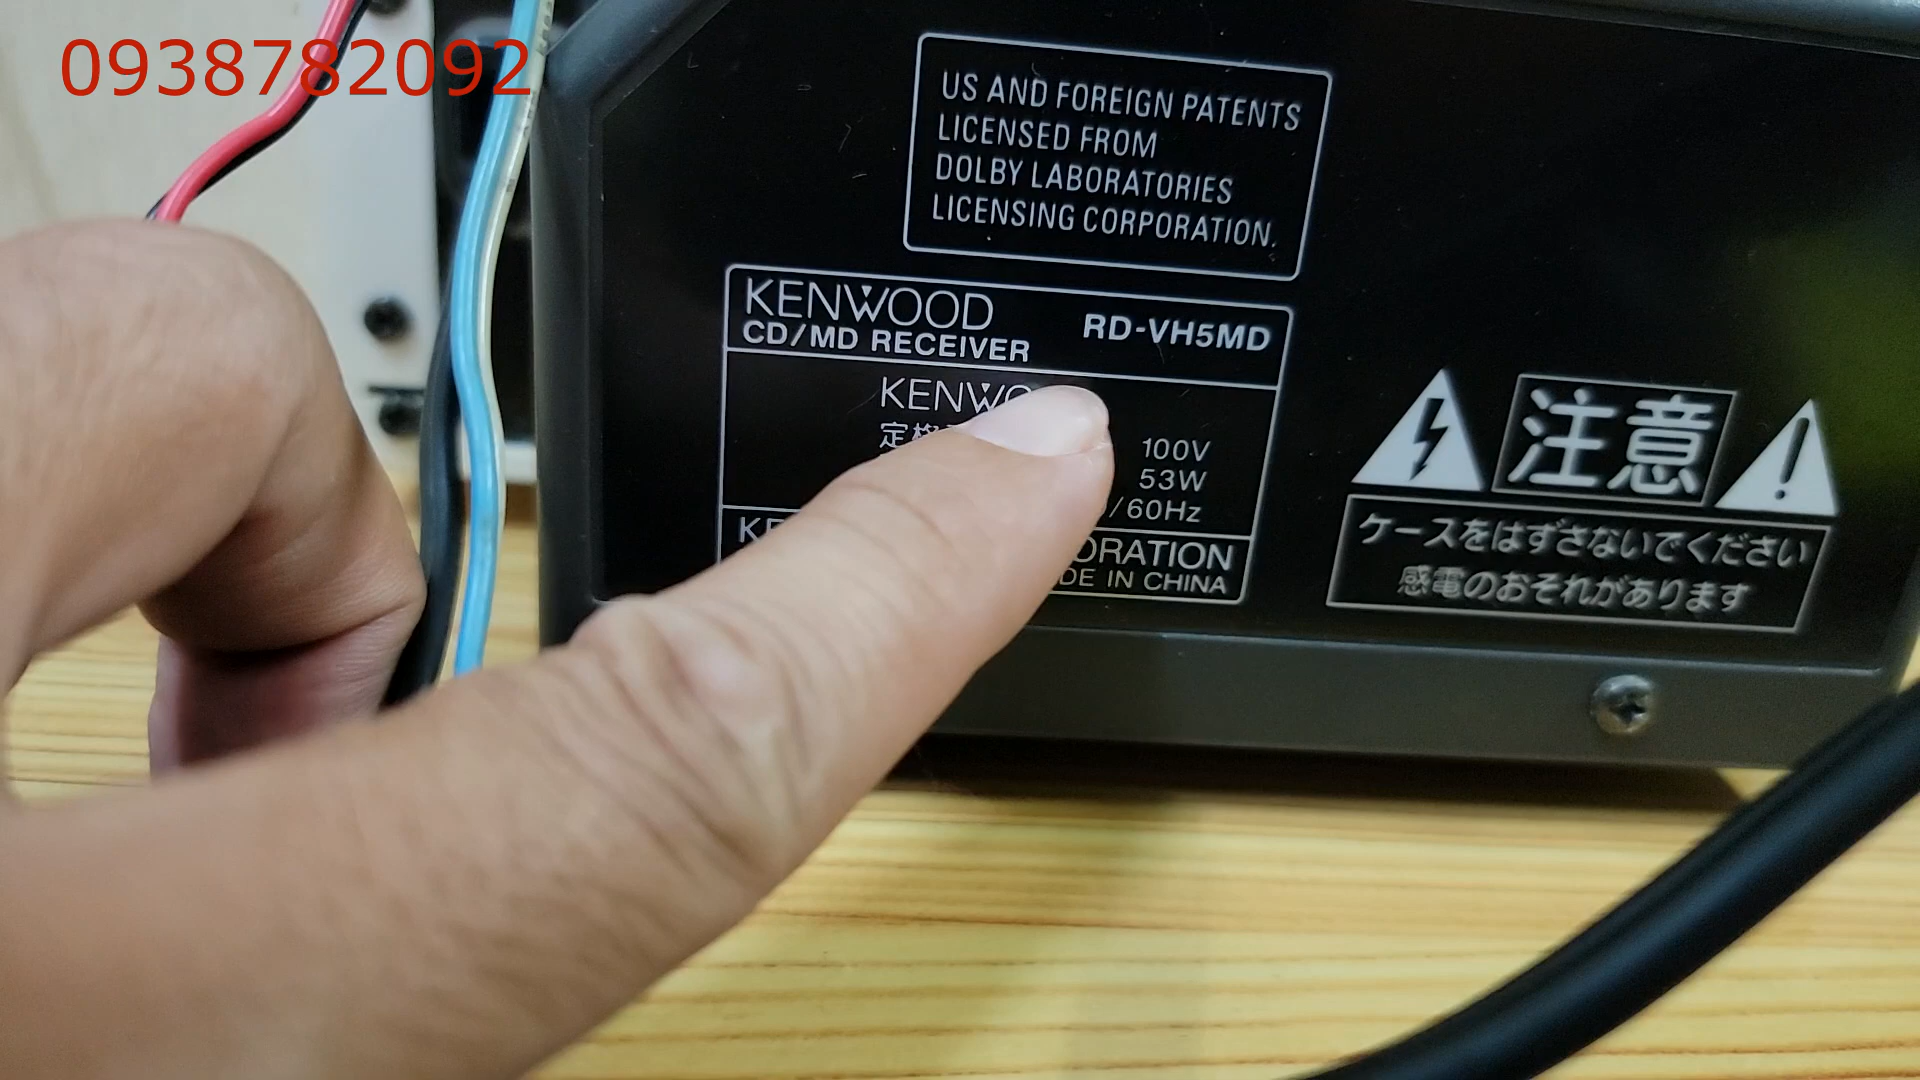 0938782092
US AND FOREIGN PATENTS
LICENSED FROM
DOLBY LABORATORIES
LICENSING CORPORATION.
KENWOOD
CD/MD RECEIVER
RD-VH5MD
100V
53W
/60Hz
IN CHINA
注意
ケースをはずさないでください
感電のおそれがあります